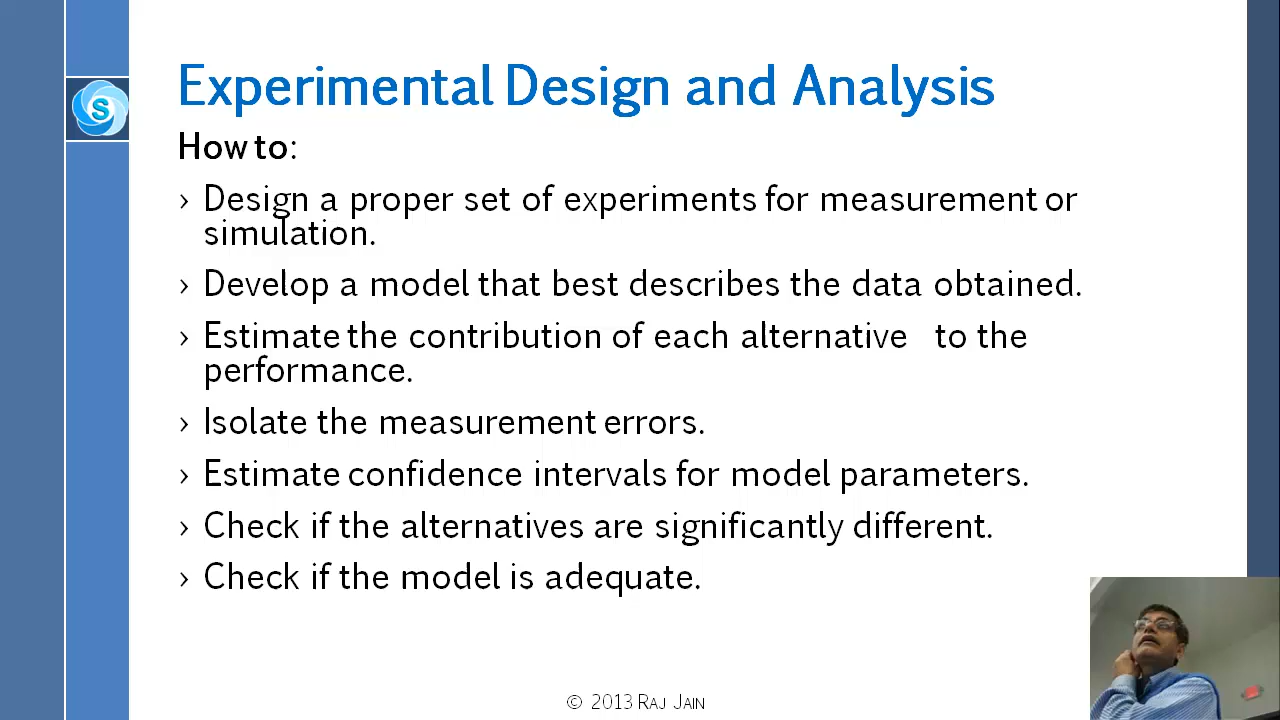 Experimental Design and Analysis
How to:
› Design a proper set of experiments for measurement or
simulation.
› Develop a model that best describes the data obtained.
› Estimate the contribution of each alternative to the
performance.
› Isolate the measurement errors.
› Estimate confidence intervals for model parameters.
› Check if the alternatives are significantly different.
› Check if the model is adequate.
© 2013 RAJ JAIN
S